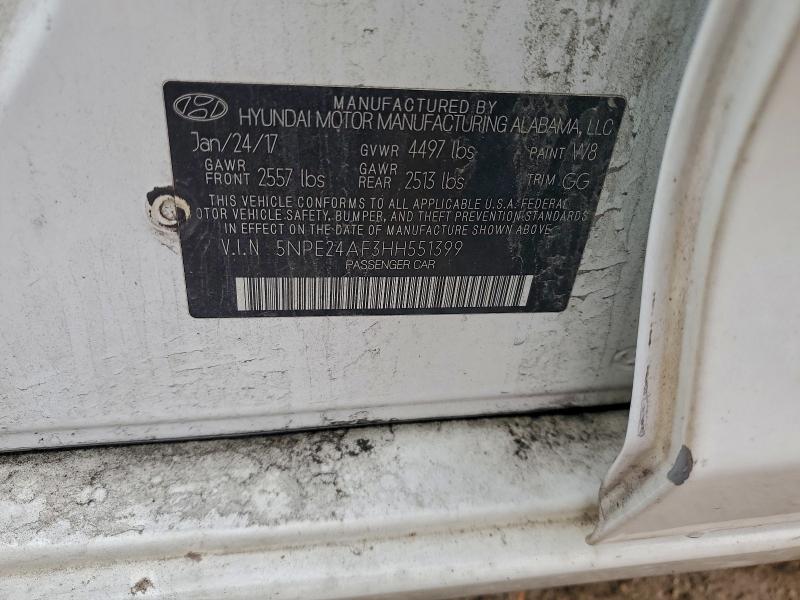 MANUFACTURED BY
HYUNDAI MOTOR MANUFACTURING ALABAMA, LLC
Jan/24/17 GVWR 4497 lbs PAINT W8
GAWR FRONT 2557 lbs GAWR REAR 2513 lbs TRIM GG
THIS VEHICLE CONFORMS TO ALL APPLICABLE U.S.A. FEDERAL
MOTOR VEHICLE SAFETY, BUMPER, AND THEFT PREVENTION STANDARDS
IN EFFECT ON THE DATE OF MANUFACTURE SHOWN ABOVE.
V.I.N 5NPE24AF3HH551399
PASSENGER CAR